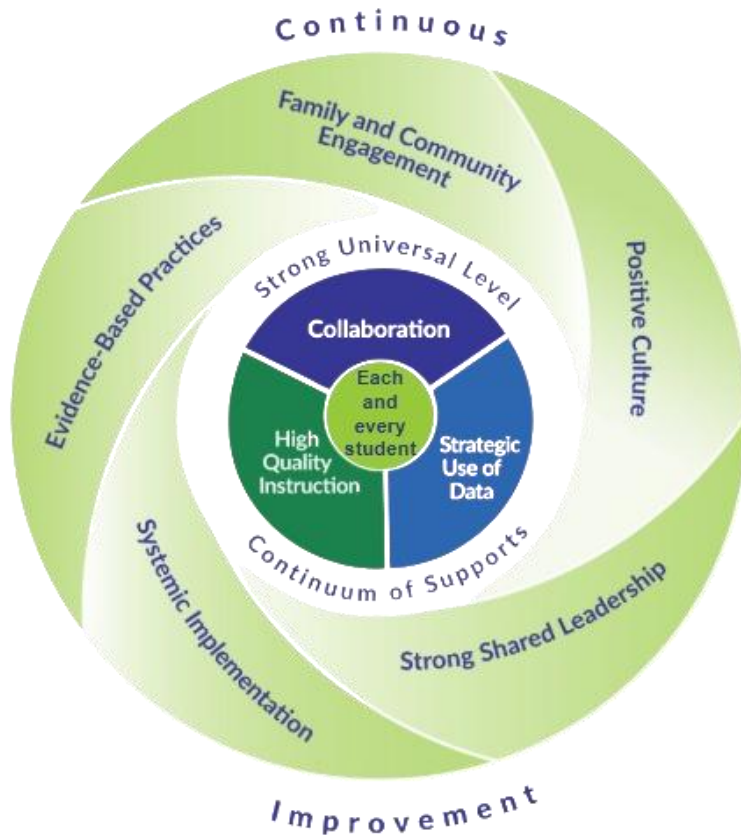 Continuous
Family and Community
Engagement
Positive Culture
Strong Shared Leadership
Systemic Implementation
Evidence-Based Practices
Strong Universal Level
Collaboration
Strategic
Use of
Data
High
Quality
Instruction
Each
and
every
student
Continuum of Supports
Improvement